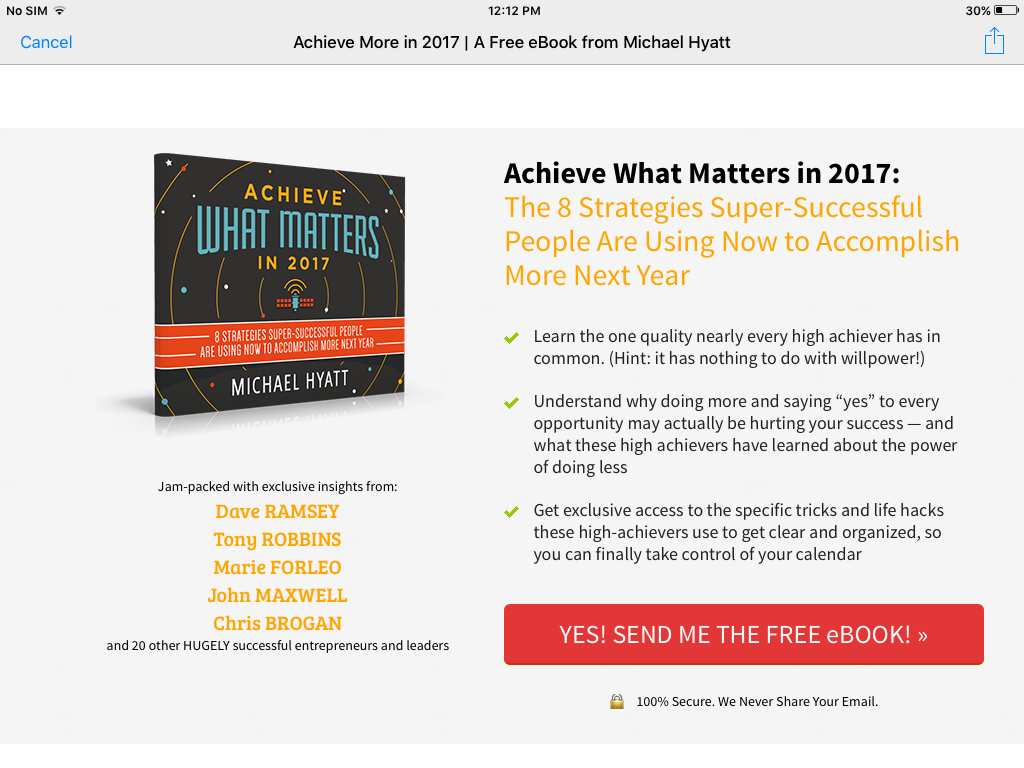 No SIM 12:12 PM 30%
Cancel Achieve More in 2017 | A Free eBook from Michael Hyatt
ACHIEVE
WHAT MATTERS
IN 2017
8 STRATEGIES SUPER-SUCCESSFUL PEOPLE
ARE USING NOW TO ACCOMPLISH MORE NEXT YEAR
MICHAEL HYATT
Jam-packed with exclusive insights from:
Dave RAMSEY
Tony ROBBINS
Marie FORLEO
John MAXWELL
Chris BROGAN
and 20 other HUGELY successful entrepreneurs and leaders
Achieve What Matters in 2017:
The 8 Strategies Super-Successful
People Are Using Now to Accomplish
More Next Year
Learn the one quality nearly every high achiever has in
common. (Hint: it has nothing to do with willpower!)
Understand why doing more and saying “yes” to every
opportunity may actually be hurting your success — and
what these high achievers have learned about the power
of doing less
Get exclusive access to the specific tricks and life hacks
these high-achievers use to get clear and organized, so
you can finally take control of your calendar
YES! SEND ME THE FREE eBOOK! »
100% Secure. We Never Share Your Email.